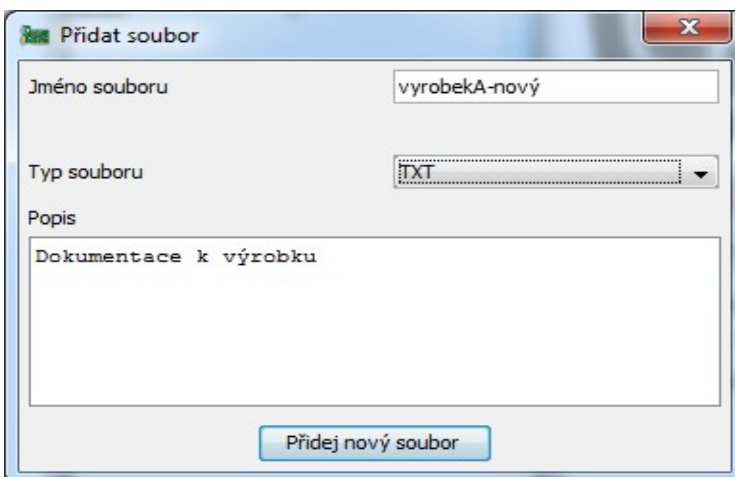 Přidat soubor
Jméno souboru vyrobekA-nový
Typ souboru TXT
Popis
Dokumentace k výrobku
Přidej nový soubor